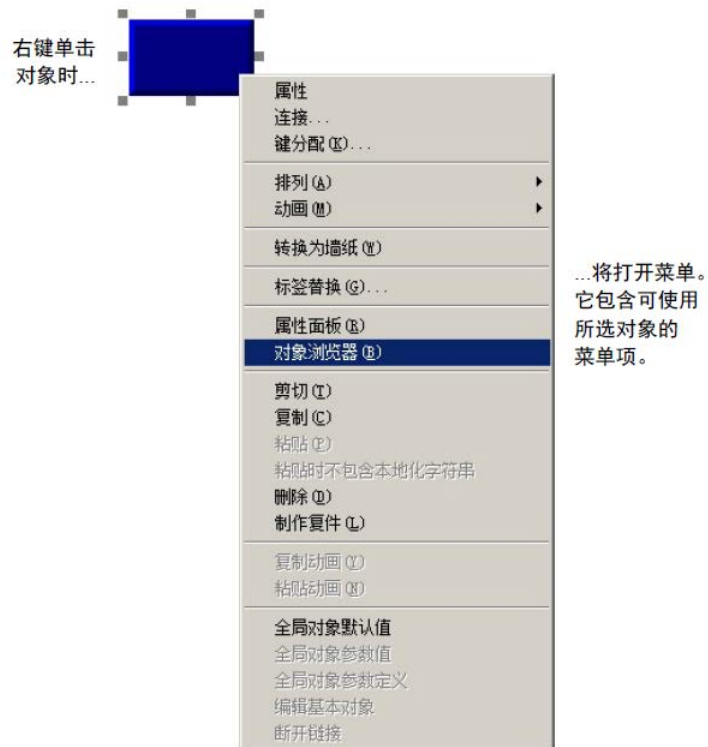 右键单击
对象时...
属性
连接...
键分配(K)...
排列(A)
动画(M)
转换为墙纸(W)
标签替换(G)...
属性面板(R)
对象浏览器(B)
剪切(T)
复制(C)
粘贴(P)
粘贴时不包含本地化字符串
删除(D)
制作复件(L)
复制动画(Y)
粘贴动画(N)
全局对象默认值
全局对象参数值
全局对象参数定义
编辑基本对象
断开链接
...将打开菜单。
它包含可使用
所选对象的
菜单项。